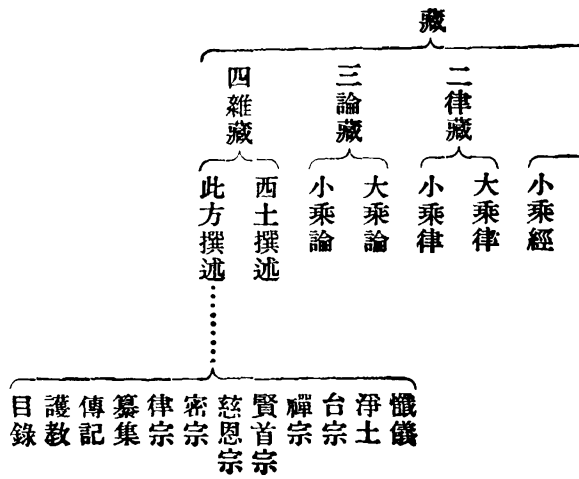 藏
二律藏
三論藏
四雜藏
小乘經
大乘律
小乘律
大乘論
小乘論
西土撰述
此方撰述
懺儀
淨土
台宗
禪宗
賢首宗
慈恩宗
密宗
律宗
纂集
傳記
護教
目錄